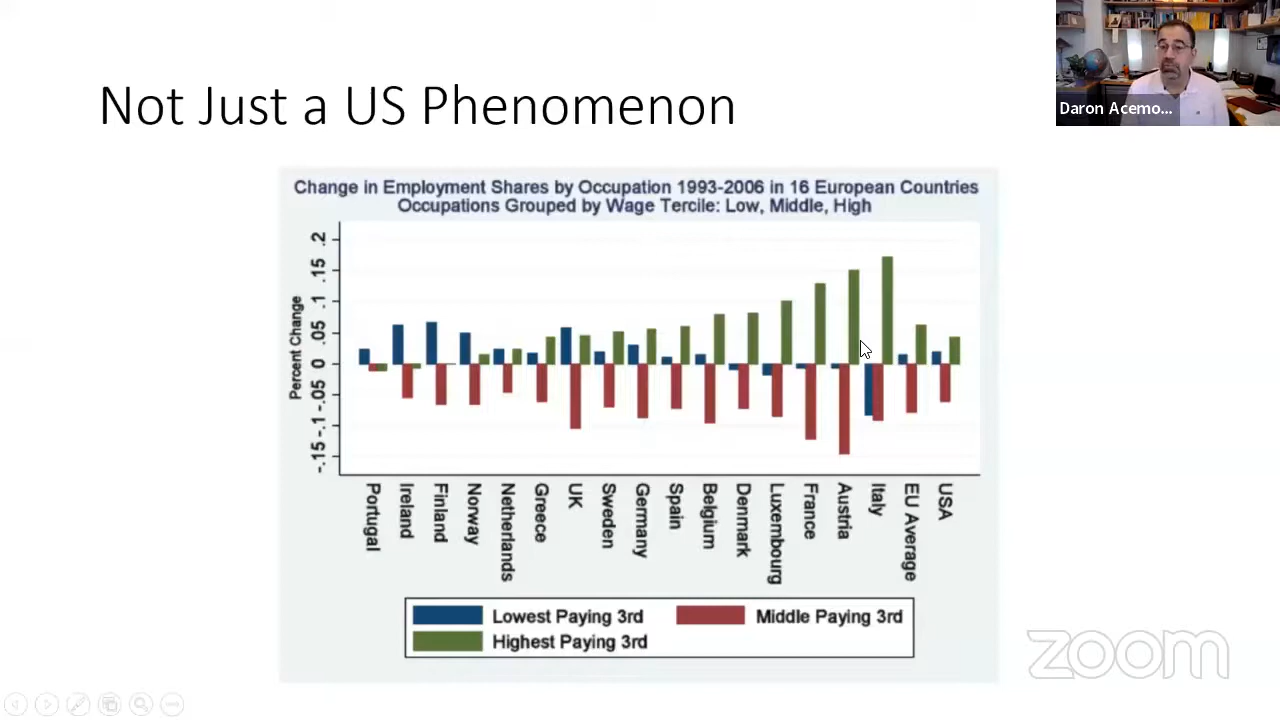 Not Just a US Phenomenon
Daron Acemo...
Change in Employment Shares by Occupation 1993-2006 in 16 European Countries
Occupations Grouped by Wage Tercile: Low, Middle, High
Percent Change
.2
.15
.1
.05
0
-.05
-.1
-.15
Portugal
Ireland
Finland
Norway
Netherlands
Greece
UK
Sweden
Germany
Spain
Belgium
Denmark
Luxembourg
France
Austria
Italy
EU Average
USA
Lowest Paying 3rd
Middle Paying 3rd
Highest Paying 3rd
zoom